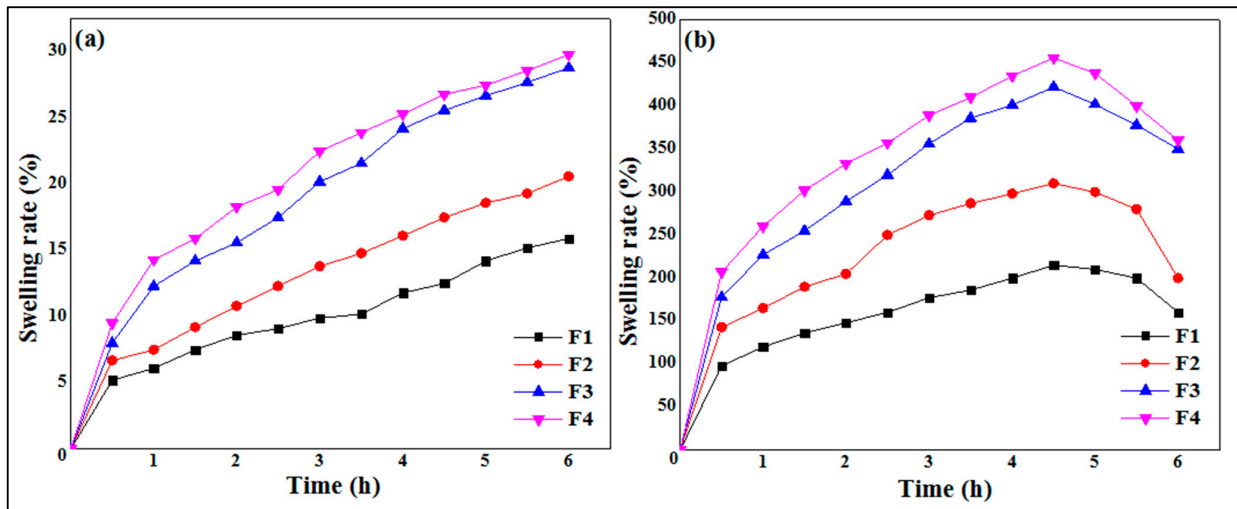 (a)
Swelling rate (%)
30
25
20
15
10
5
0
1 2 3 4 5 6
Time (h)
F1
F2
F3
F4
(b)
Swelling rate (%)
500
450
400
350
300
250
200
150
100
50
0
1 2 3 4 5 6
Time (h)
F1
F2
F3
F4